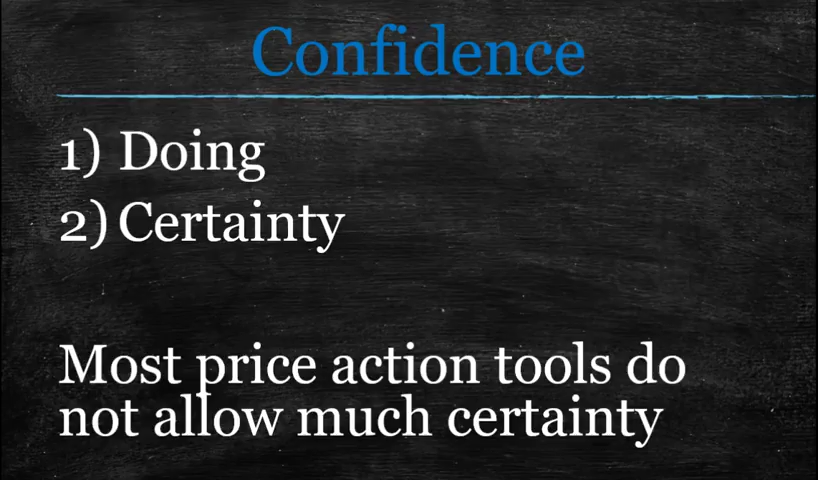 Confidence
1) Doing
2) Certainty
Most price action tools do
not allow much certainty